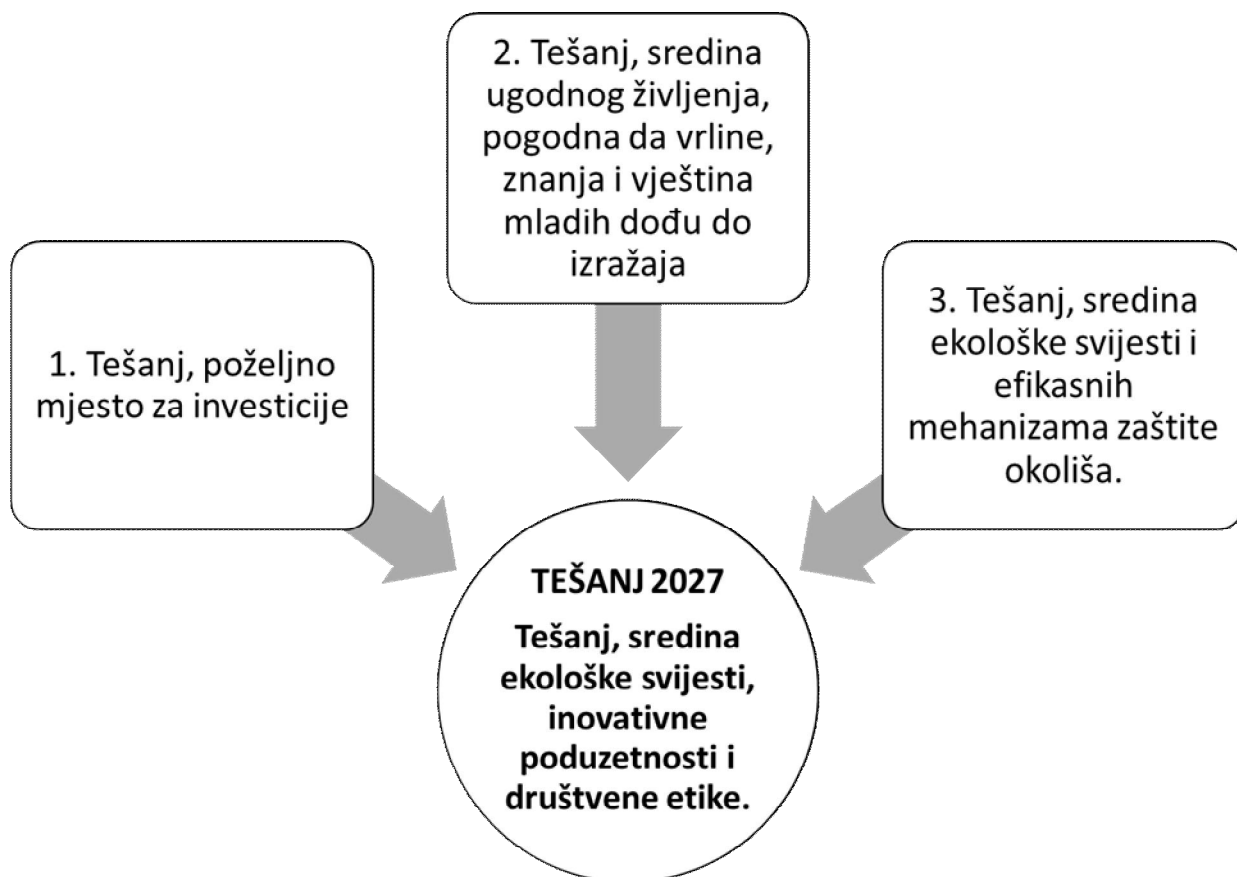 1. Tešanj, poželjno
mjesto za investicije
2. Tešanj, sredina
ugodnog življenja,
pogodna da vrline,
znanja i vještina
mladih dođu do
izražaja
3. Tešanj, sredina
ekološke svijesti i
efikasnih
mehanizama zaštite
okoliša.
TEŠANJ 2027
Tešanj, sredina
ekološke svijesti,
inovativne
poduzetnosti i
društvene etike.